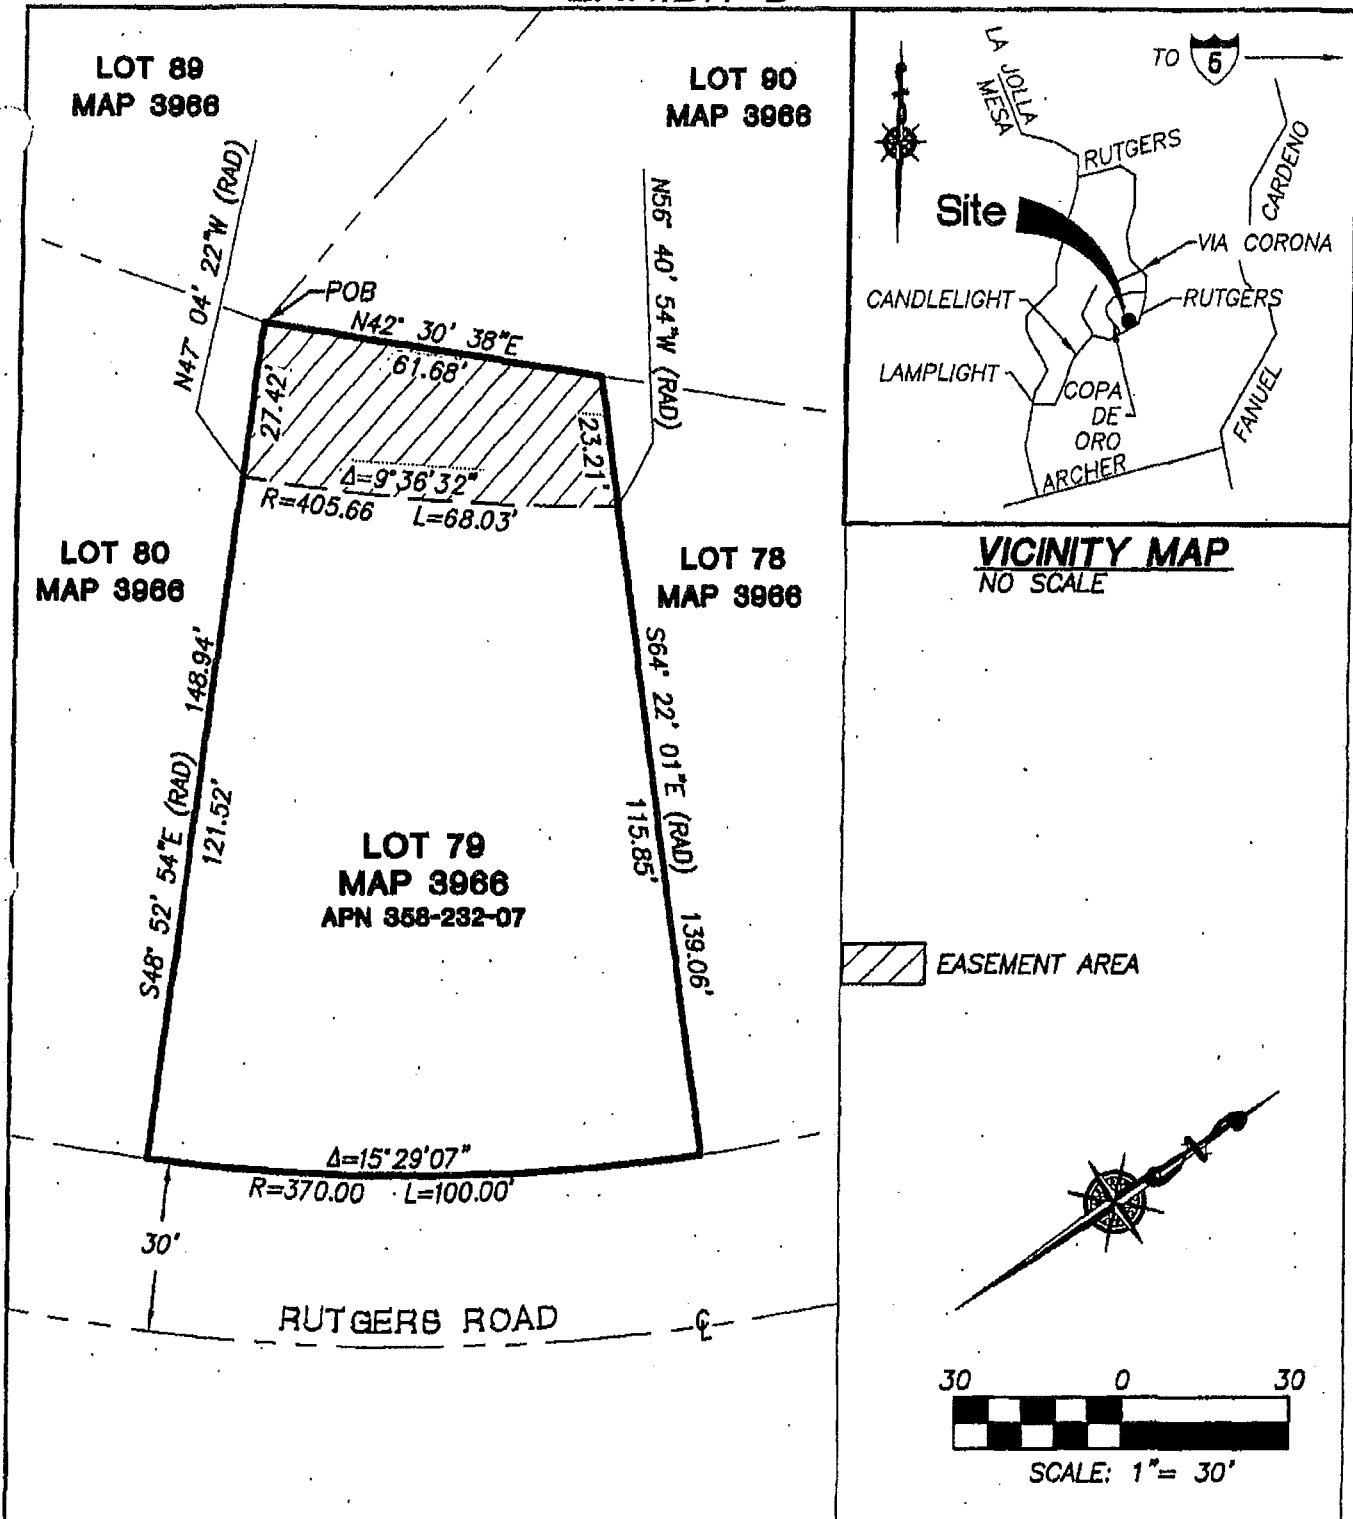 LOT 89
MAP 3966
LOT 90
MAP 3966
N47° 04' 22"W (RAD)
N56° 40' 54"W (RAD)
POB
N42° 30' 38"E
61.68'
27.42'
23.21'
Δ=9°36'32"
R=405.66 L=68.03'
LOT 80
MAP 3966
LOT 78
MAP 3966
S48° 52' 54"E (RAD) 148.94'
121.52'
S64° 22' 01"E (RAD)
115.85'
139.06'
LOT 79
MAP 3966
APN 358-232-07
Δ=15°29'07"
R=370.00 L=100.00'
30'
RUTGERS ROAD
℄
LA JOLLA
MESA
TO 5
RUTGERS
CARDENO
Site
VIA CORONA
CANDLELIGHT
RUTGERS
LAMPLIGHT
COPA
DE
ORO
FANUEL
ARCHER
VICINITY MAP
NO SCALE
EASEMENT AREA
N
30 0 30
SCALE: 1"= 30'